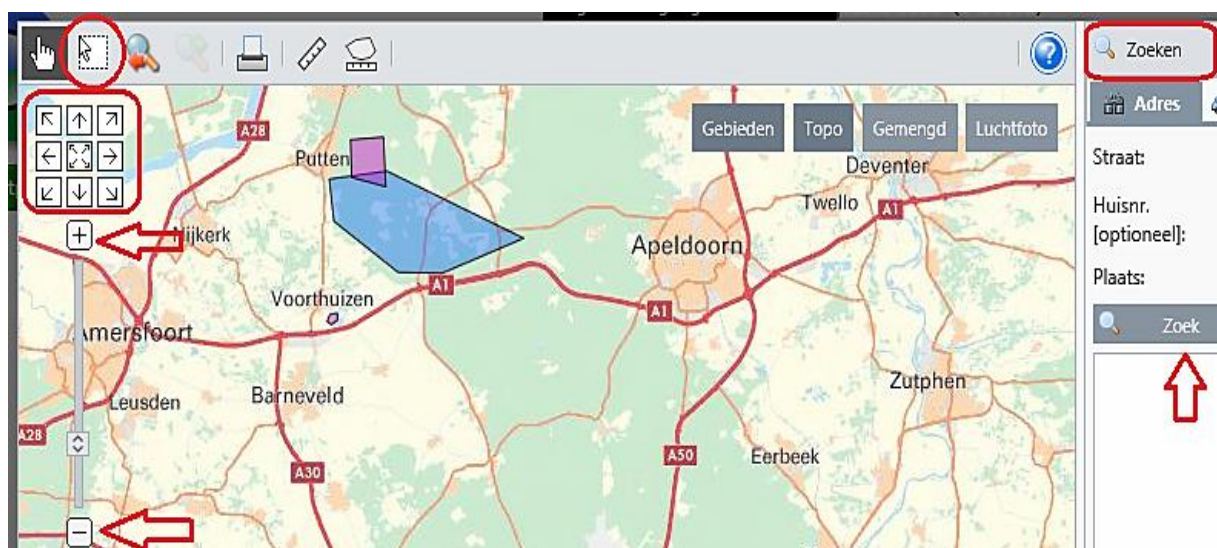 Zoeken
Adres
Gebieden Topo Gemengd Luchtfoto
Straat:
Huisnr.
[optioneel]:
Plaats:
Zoek
A28
Putten
Deventer
Twello
A1
Nijkerk
Apeldoorn
A1
Voorthuizen
A1
Amersfoort
Zutphen
Barneveld
Leusden
A28
A50
Eerbeek
A30